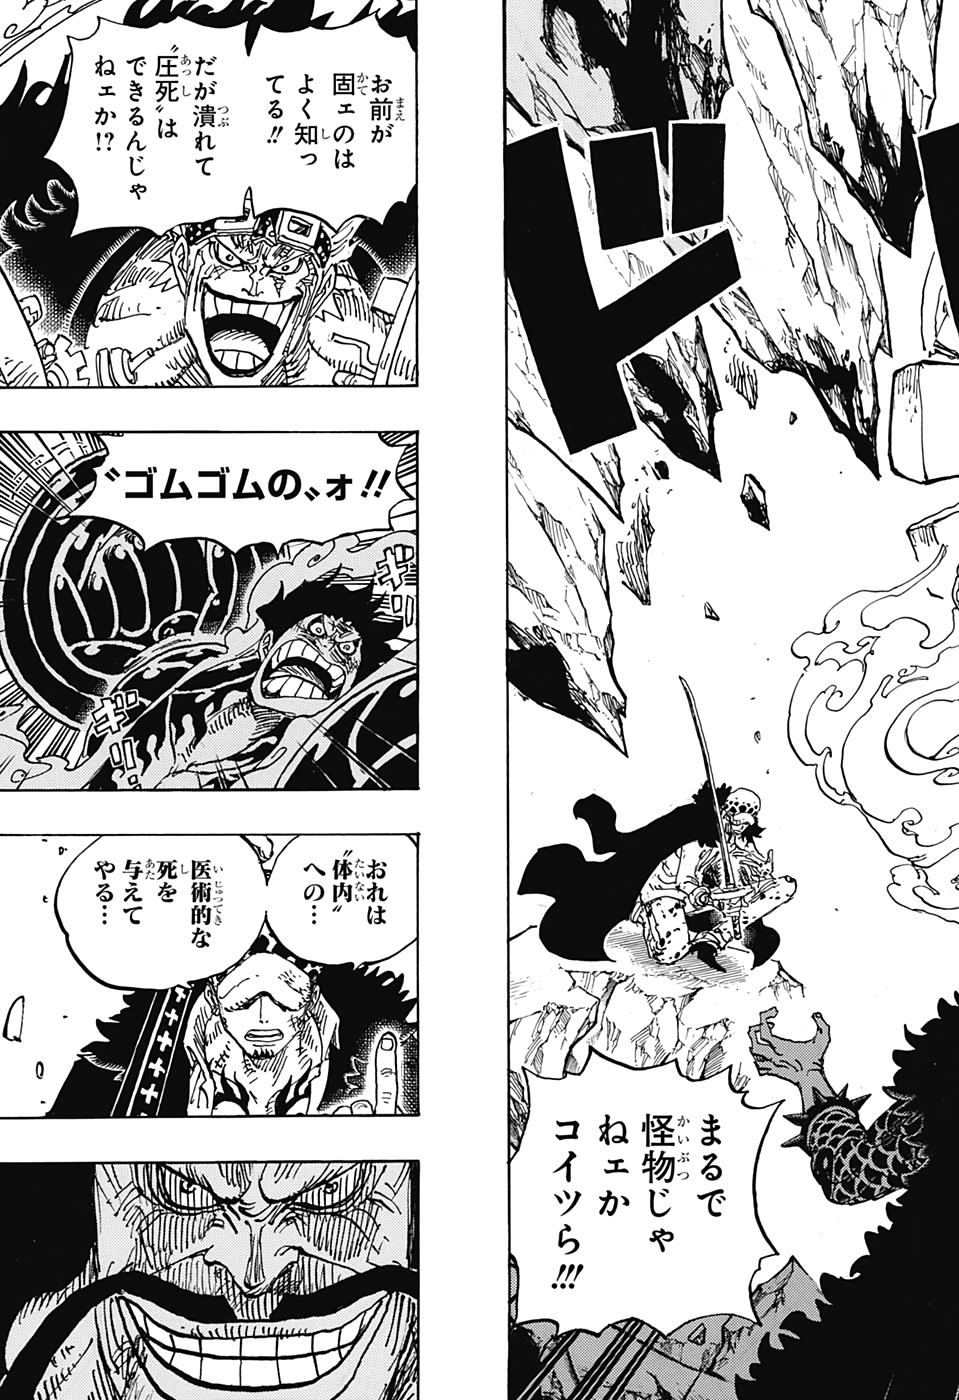 ド
まるで
怪物じゃ
ねェか
コイツら!!!
お前が
固ェのは
よく知っ
てる!!
だが潰れて
〝圧死〟は
できるんじゃ
ねェか!?
〝ゴムゴムの〟ォ!!
ギギ
ギリ
おれは
〝体内〟
への…
医術的な
死を
与えて
やる…